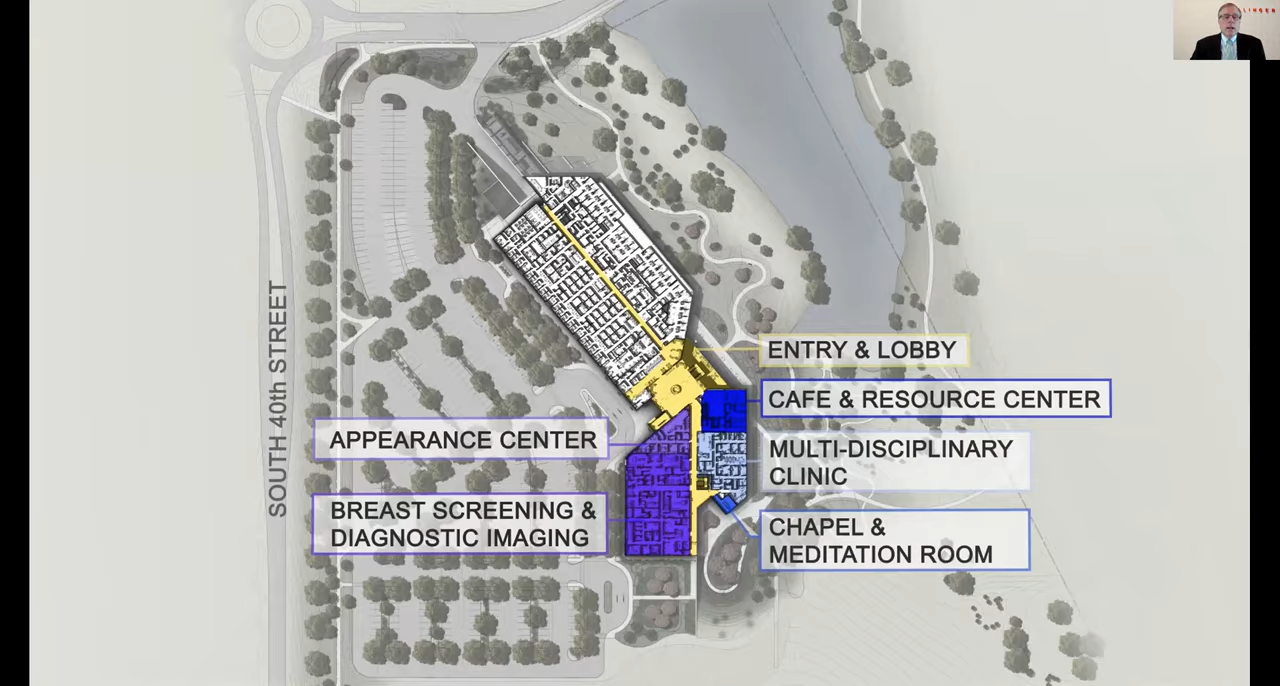 ENTRY & LOBBY
CAFE & RESOURCE CENTER
APPEARANCE CENTER
MULTI-DISCIPLINARY
CLINIC
BREAST SCREENING &
DIAGNOSTIC IMAGING
CHAPEL &
MEDITATION ROOM
SOUTH 40th STREET